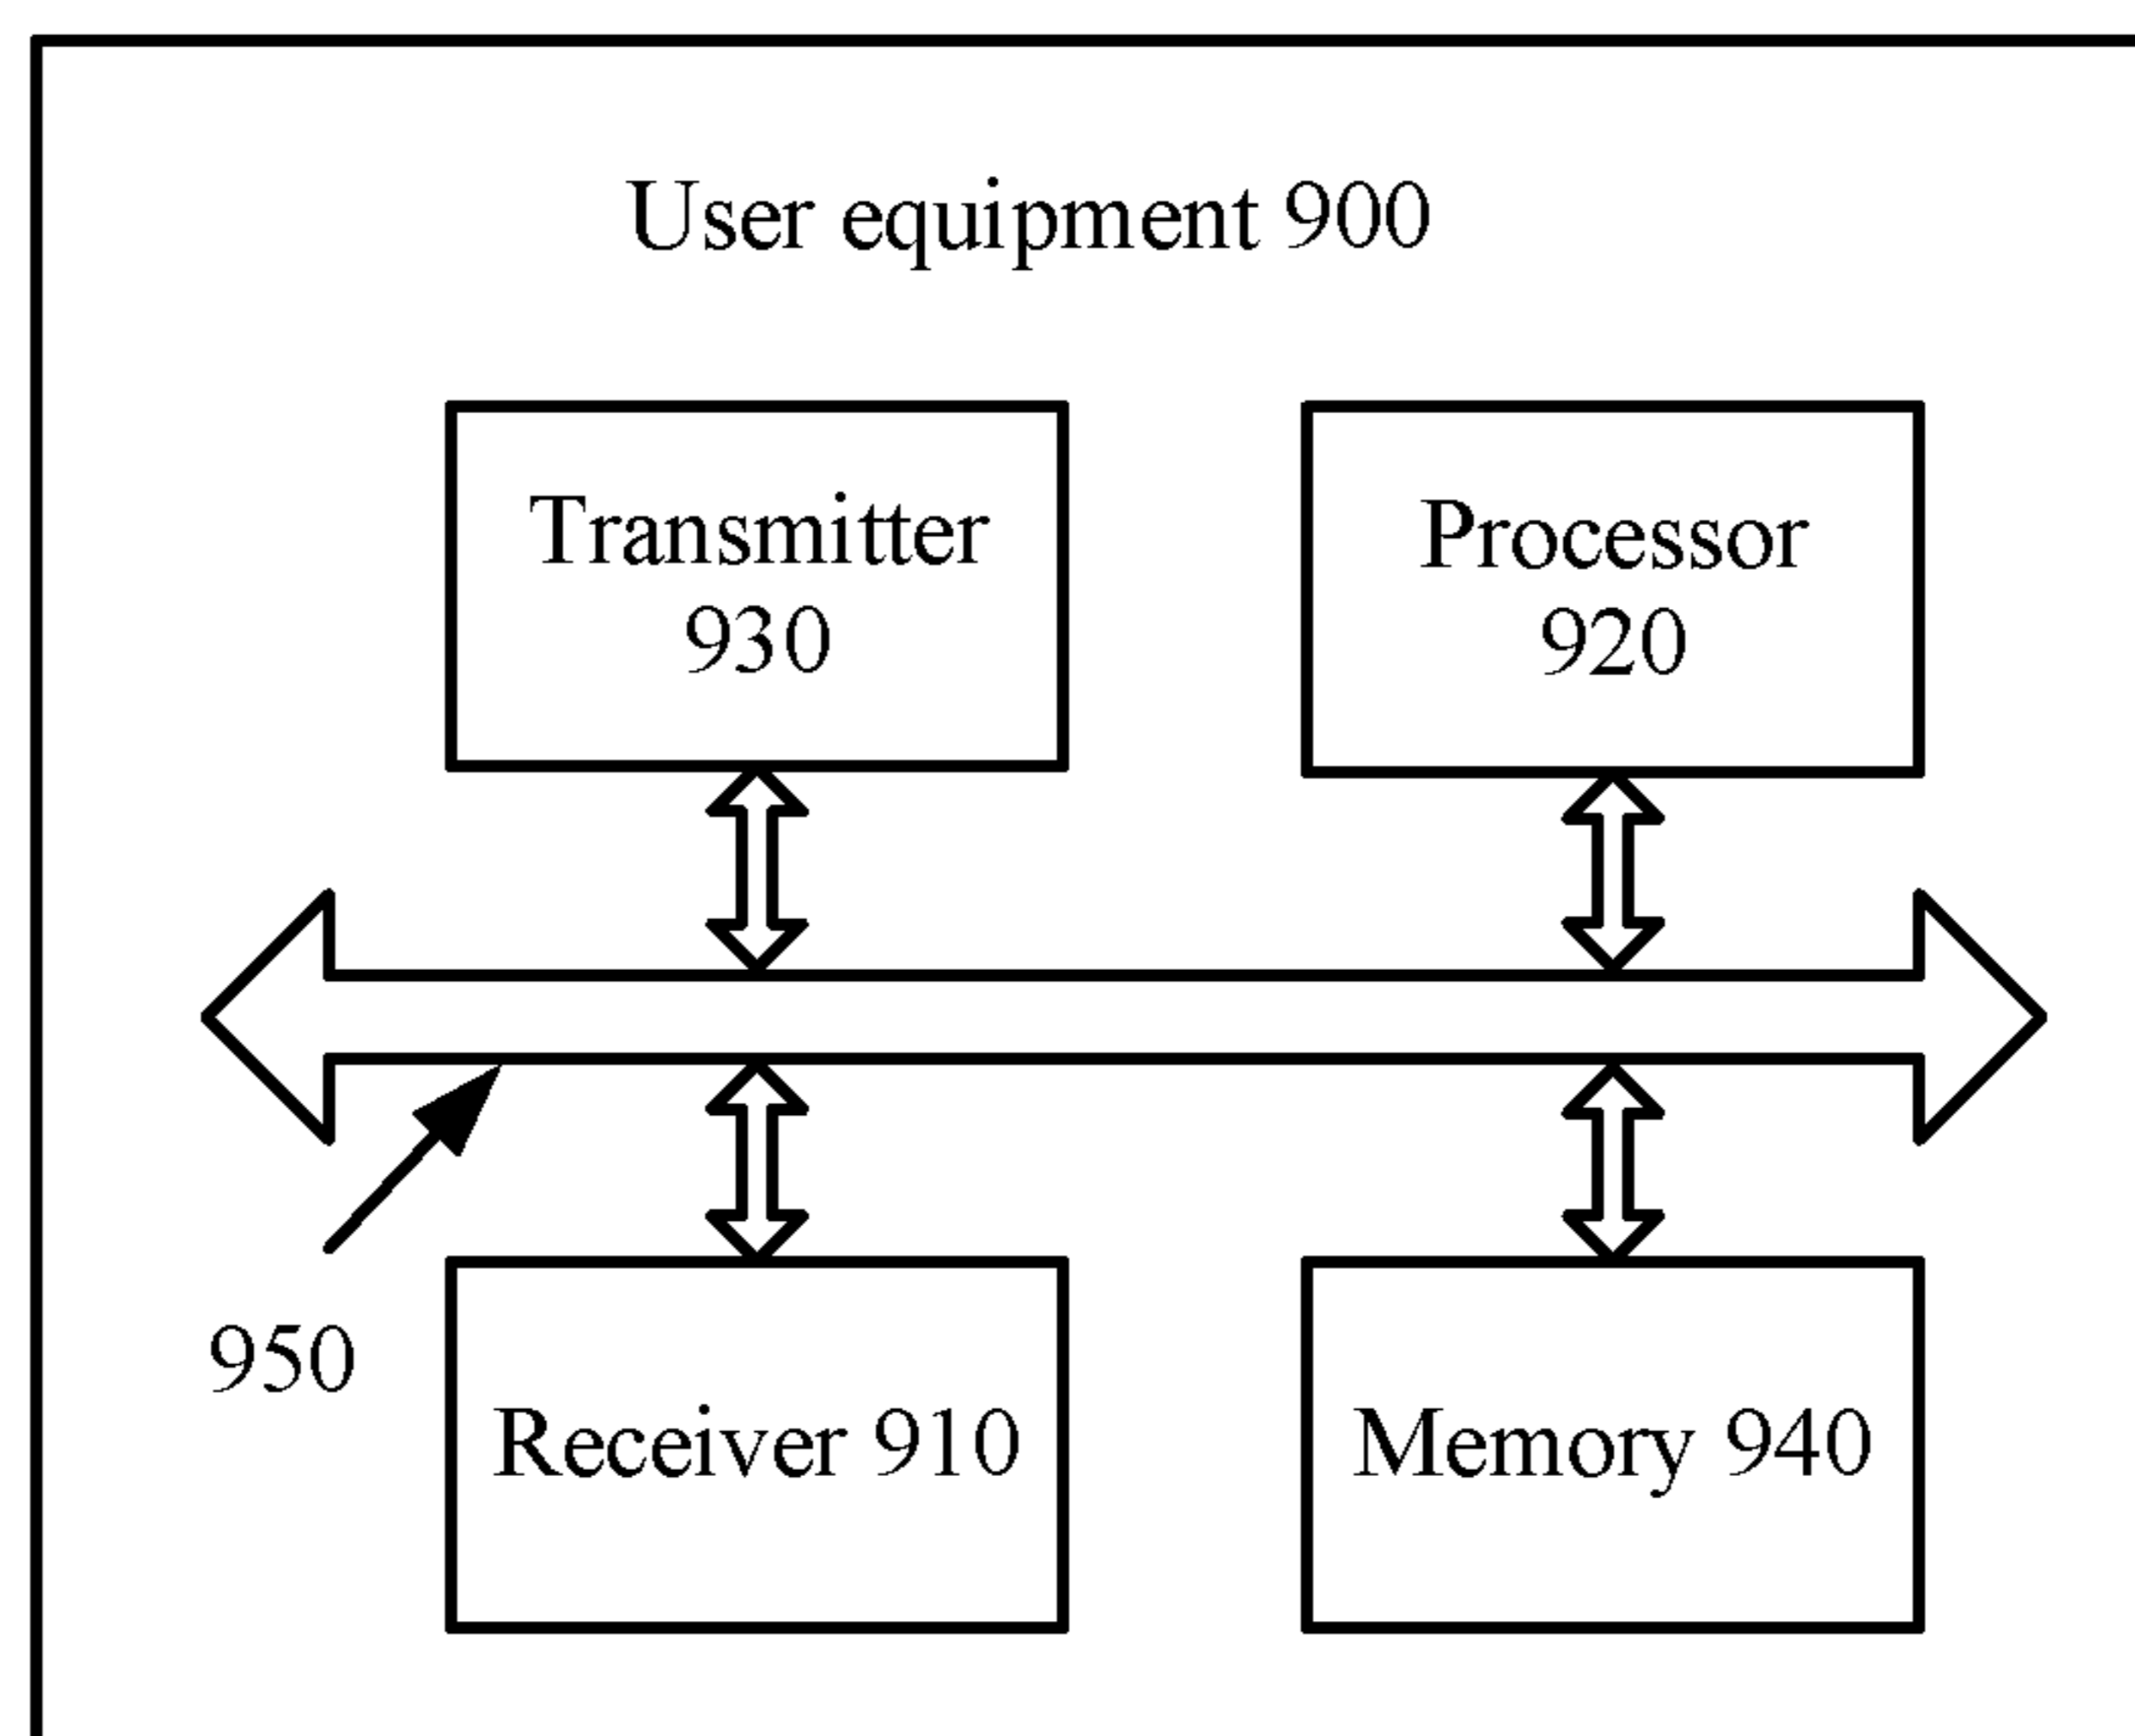 User equipment 900
Transmitter
930
Processor
920
950
Receiver 910
Memory 940